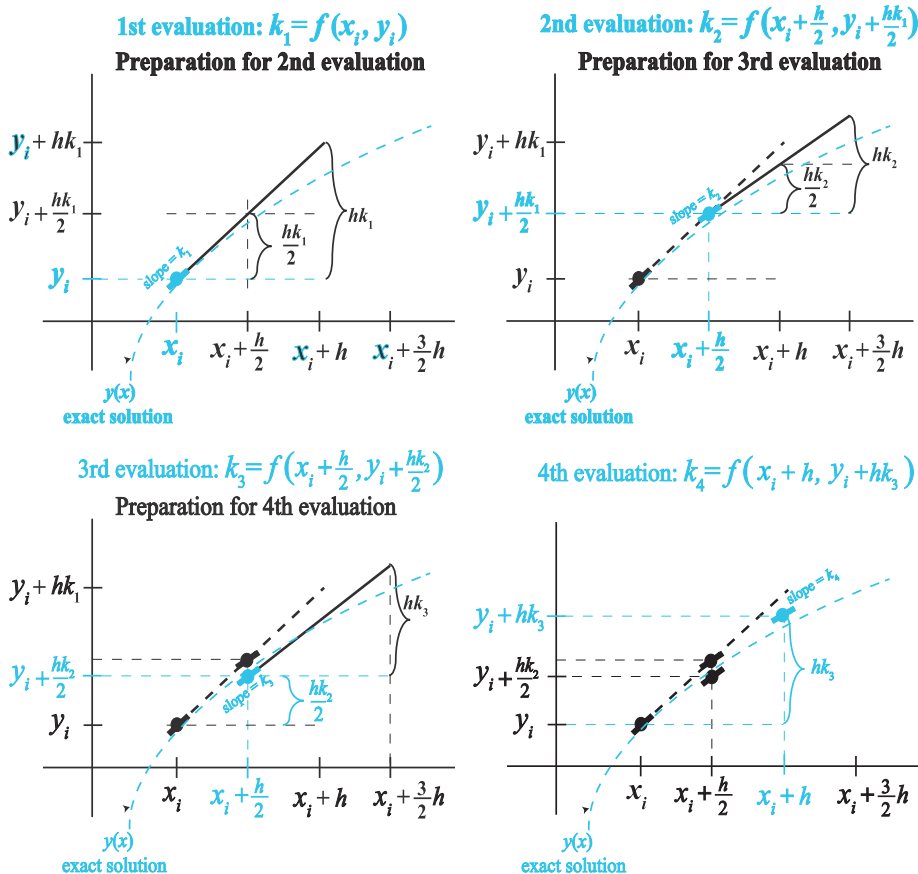 1st evaluation: k₁=f(xᵢ, yᵢ)
Preparation for 2nd evaluation
yᵢ+hk₁
yᵢ+hk₁/2
yᵢ
slope=k₁
hk₁/2
hk₁
xᵢ
xᵢ+h/2
xᵢ+h
xᵢ+3/2h
y(x)
exact solution
2nd evaluation: k₂=f(xᵢ+h/2, yᵢ+hk₁/2)
Preparation for 3rd evaluation
yᵢ+hk₁
yᵢ+hk₁/2
yᵢ
slope=k₂
hk₂/2
hk₂
xᵢ
xᵢ+h/2
xᵢ+h
xᵢ+3/2h
y(x)
exact solution
3rd evaluation: k₃=f(xᵢ+h/2, yᵢ+hk₂/2)
Preparation for 4th evaluation
yᵢ+hk₁
yᵢ+hk₂/2
yᵢ
slope=k₃
hk₂/2
hk₃
xᵢ
xᵢ+h/2
xᵢ+h
xᵢ+3/2h
y(x)
exact solution
4th evaluation: k₄=f(xᵢ+h, yᵢ+hk₃)
yᵢ+hk₃
yᵢ+hk₂/2
yᵢ
slope=k₄
hk₃
xᵢ
xᵢ+h/2
xᵢ+h
xᵢ+3/2h
y(x)
exact solution